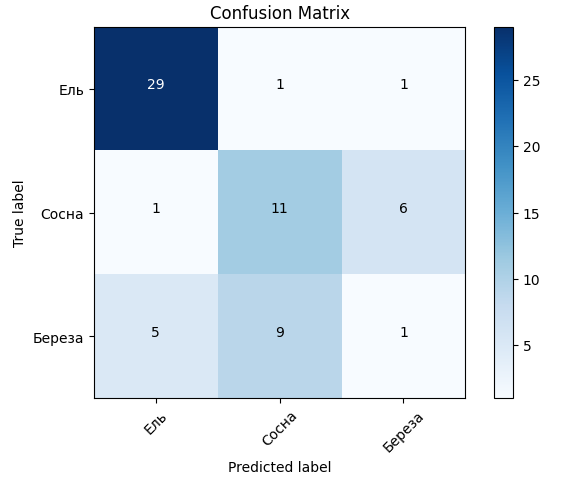 Confusion Matrix
Ель 29 1 1
Сосна 1 11 6
Береза 5 9 1
Ель Сосна Береза
Predicted label
True label
25
20
15
10
5